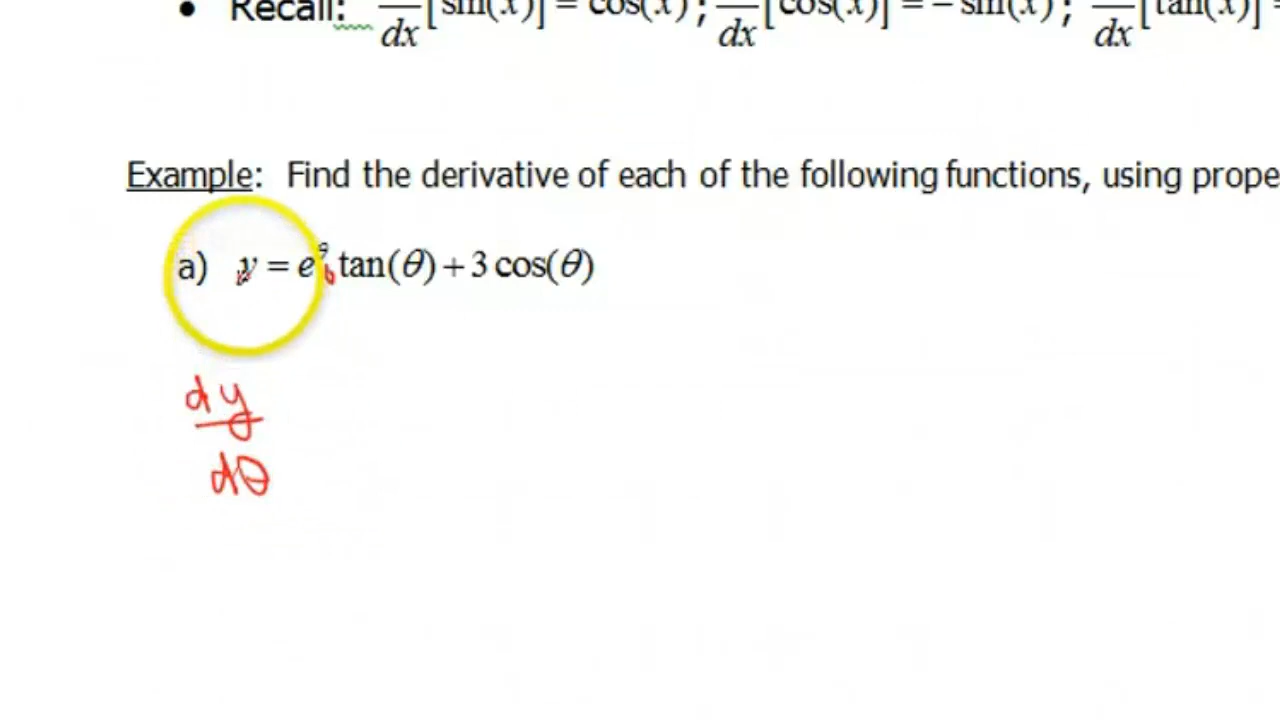 • Recall: d/dx[sin(x)] = cos(x); d/dx[cos(x)] = − sin(x); d/dx[tan(x)] =
Example: Find the derivative of each of the following functions, using prope
a) y = e^θ tan(θ) + 3 cos(θ)
dy
dθ